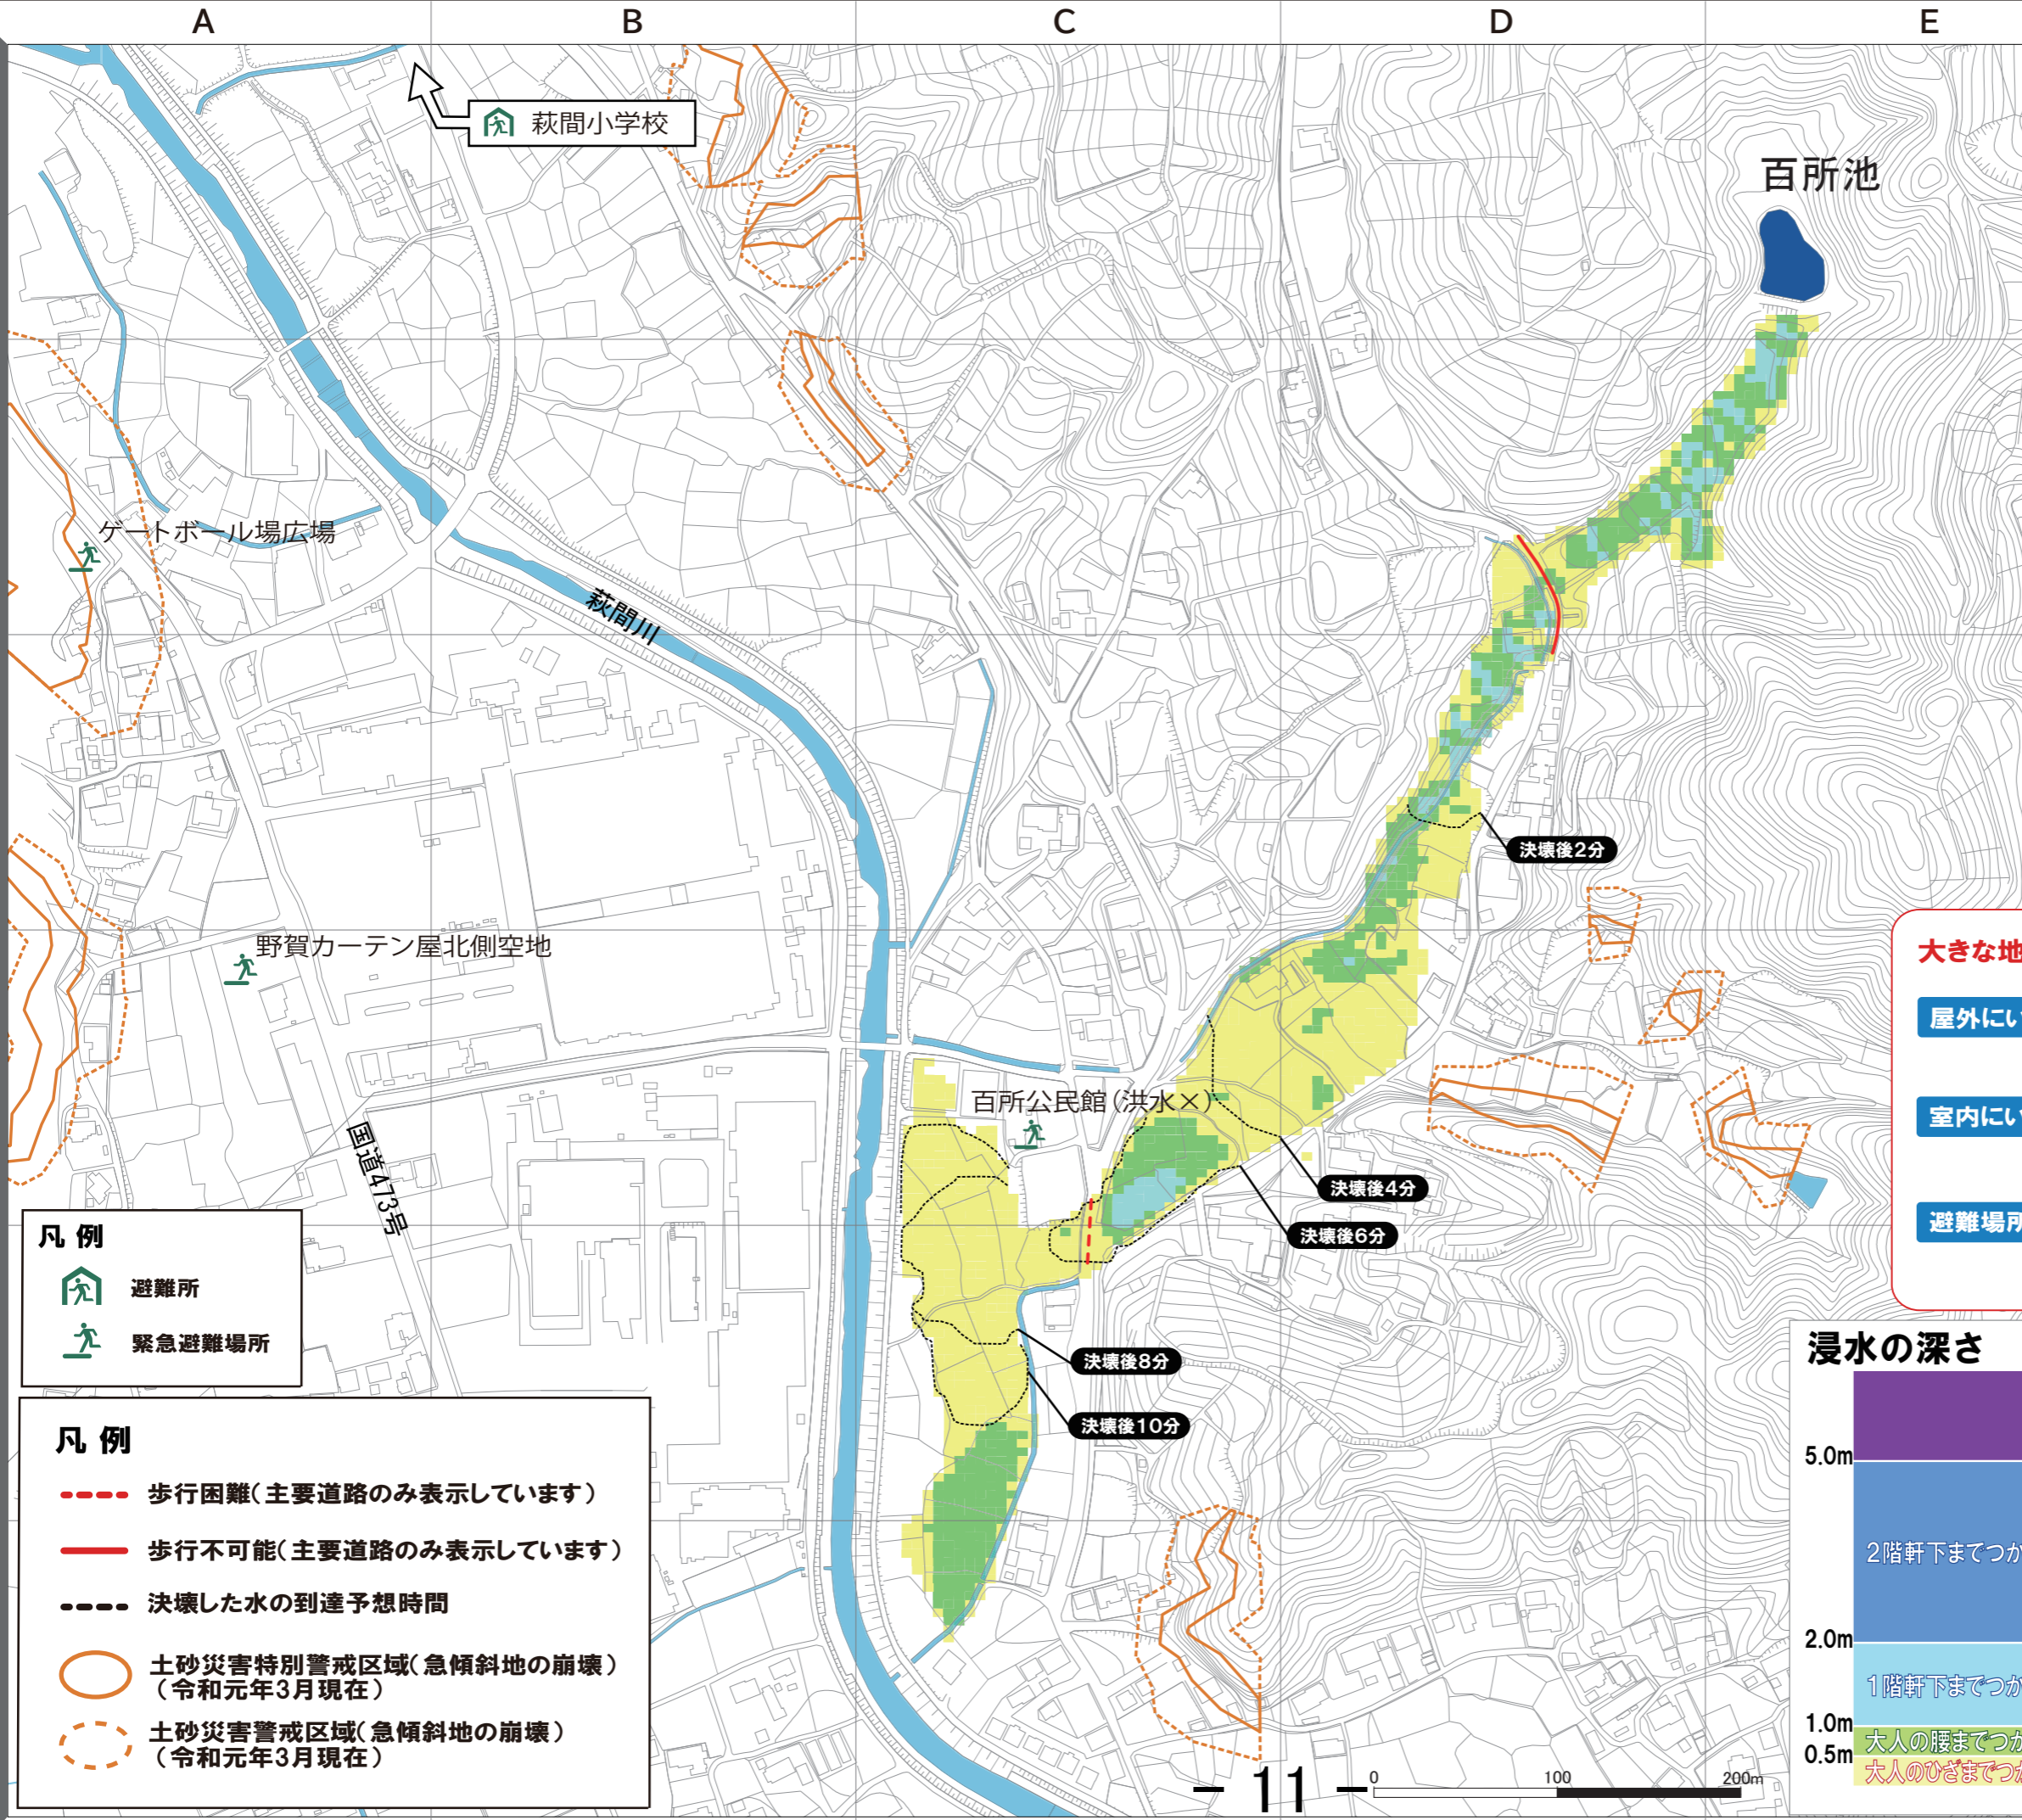 A
B
C
D
E
萩間小学校
百所池
ゲートボール場広場
萩間川
決壊後2分
野賀カーテン屋北側空地
大きな地
屋外にい
室内にい
避難場所
百所公民館（洪水×）
国道473号
決壊後4分
決壊後6分
決壊後8分
決壊後10分
凡 例
避難所
緊急避難場所
凡 例
歩行困難（主要道路のみ表示しています）
歩行不可能（主要道路のみ表示しています）
決壊した水の到達予想時間
土砂災害特別警戒区域（急傾斜地の崩壊）
（令和元年3月現在）
土砂災害警戒区域（急傾斜地の崩壊）
（令和元年3月現在）
浸水の深さ
5.0m
2階軒下までつか
2.0m
1階軒下までつか
1.0m
大人の腰までつか
0.5m
大人のひざまでつか
− 11 −
0 100 200m